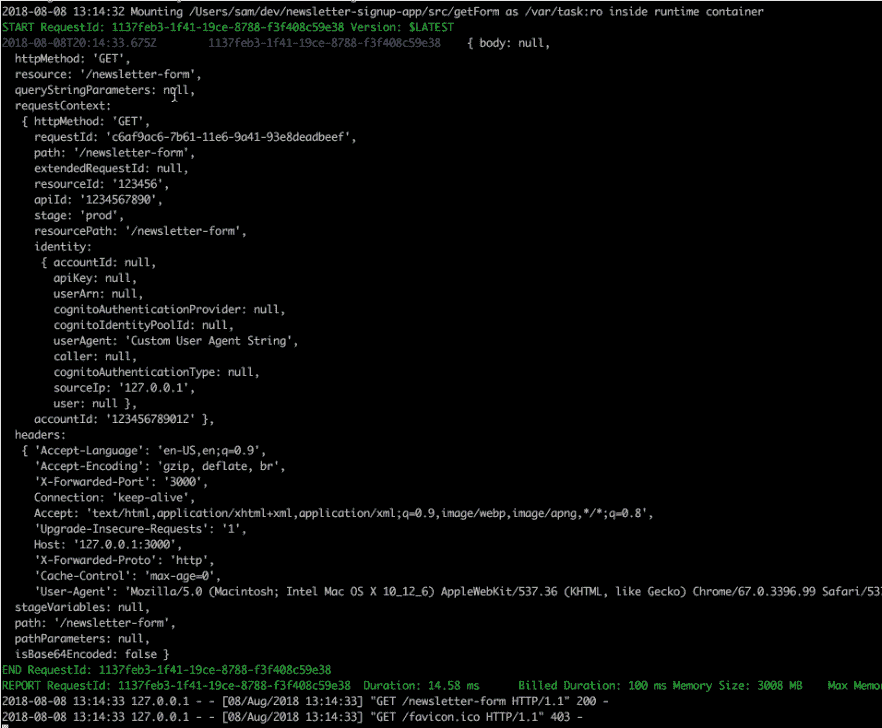 2018-08-08 13:14:32 Mounting /Users/sam/dev/newsletter-signup-app/src/getForm as /var/task:ro inside runtime container
START RequestId: 1137feb3-1f41-19ce-8788-f3f408c59e38 Version: $LATEST
2018-08-08T20:14:33.675Z 1137feb3-1f41-19ce-8788-f3f408c59e38 { body: null,
httpMethod: 'GET',
resource: '/newsletter-form',
queryStringParameters: null,
requestContext:
{ httpMethod: 'GET',
requestId: 'c6af9ac6-7b61-11e6-9a41-93e8deadbeef',
path: '/newsletter-form',
extendedRequestId: null,
resourceId: '123456',
apiId: '1234567890',
stage: 'prod',
resourcePath: '/newsletter-form',
identity:
{ accountId: null,
apiKey: null,
userArn: null,
cognitoAuthenticationProvider: null,
cognitoIdentityPoolId: null,
userAgent: 'Custom User Agent String',
caller: null,
cognitoAuthenticationType: null,
sourceIp: '127.0.0.1',
user: null },
accountId: '123456789012' },
headers:
{ 'Accept-Language': 'en-US,en;q=0.9',
'Accept-Encoding': 'gzip, deflate, br',
'X-Forwarded-Port': '3000',
Connection: 'keep-alive',
Accept: 'text/html,application/xhtml+xml,application/xml;q=0.9,image/webp,image/apng,*/*;q=0.8',
'Upgrade-Insecure-Requests': '1',
Host: '127.0.0.1:3000',
'X-Forwarded-Proto': 'http',
'Cache-Control': 'max-age=0',
'User-Agent': 'Mozilla/5.0 (Macintosh; Intel Mac OS X 10_12_6) AppleWebKit/537.36 (KHTML, like Gecko) Chrome/67.0.3396.99 Safari/53
stageVariables: null,
path: '/newsletter-form',
pathParameters: null,
isBase64Encoded: false }
END RequestId: 1137feb3-1f41-19ce-8788-f3f408c59e38
REPORT RequestId: 1137feb3-1f41-19ce-8788-f3f408c59e38 Duration: 14.58 ms Billed Duration: 100 ms Memory Size: 3008 MB Max Memo
2018-08-08 13:14:33 127.0.0.1 - - [08/Aug/2018 13:14:33] "GET /newsletter-form HTTP/1.1" 200 -
2018-08-08 13:14:33 127.0.0.1 - - [08/Aug/2018 13:14:33] "GET /favicon.ico HTTP/1.1" 403 -